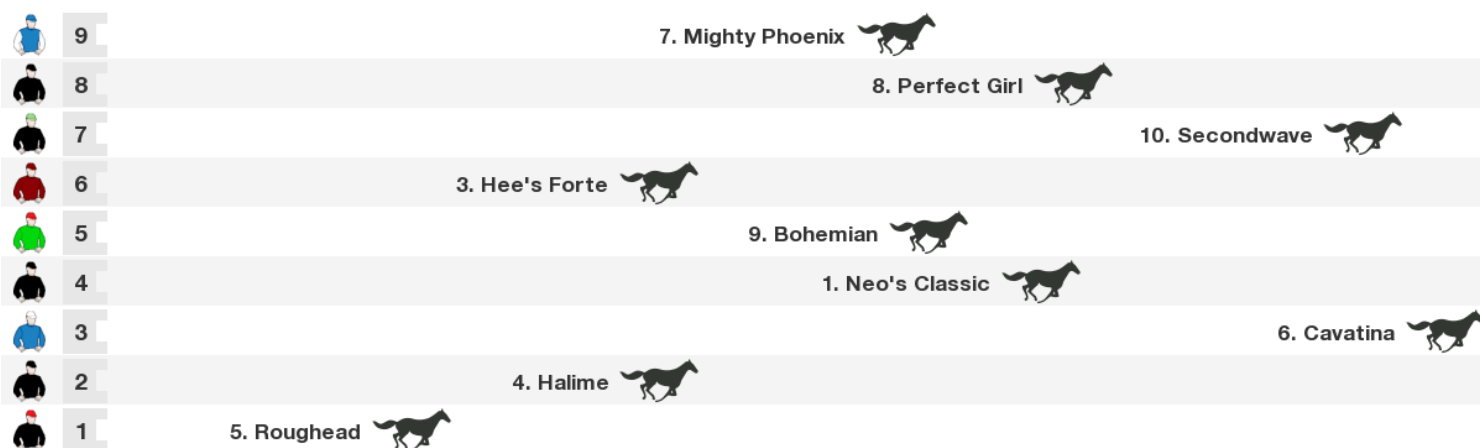 9 7. Mighty Phoenix
8 8. Perfect Girl
7 10. Secondwave
6 3. Hee's Forte
5 9. Bohemian
4 1. Neo's Classic
3 6. Cavatina
2 4. Halime
1 5. Roughead